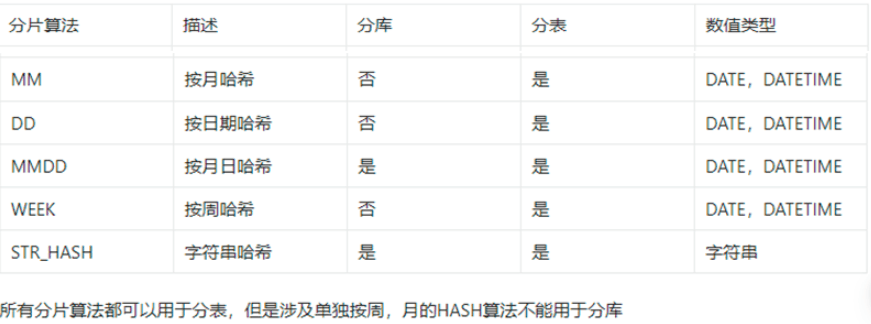 分片算法 描述 分库 分表 数值类型
MM 按月哈希 否 是 DATE，DATETIME
DD 按日期哈希 否 是 DATE，DATETIME
MMDD 按月日哈希 是 是 DATE，DATETIME
WEEK 按周哈希 否 是 DATE，DATETIME
STR_HASH 字符串哈希 是 是 字符串
所有分片算法都可以用于分表，但是涉及单独按周，月的HASH算法不能用于分库